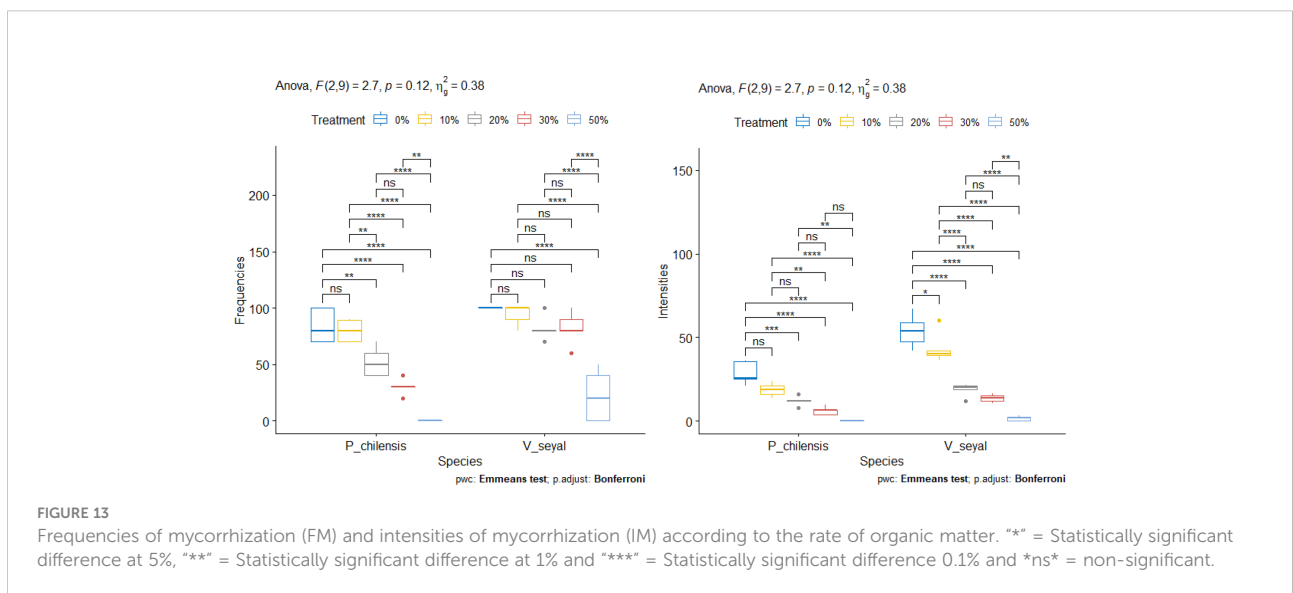 Anova, F(2,9) = 2.7, p = 0.12, η²g = 0.38
Treatment 0% 10% 20% 30% 50%
Frequencies
200
150
100
50
0
**
****
ns
****
****
**
****
****
**
ns
****
****
ns
****
ns
ns
****
ns
ns
ns
P_chilensis V_seyal
Species
pwc: Emmeans test; p.adjust: Bonferroni
Anova, F(2,9) = 2.7, p = 0.12, η²g = 0.38
Treatment 0% 10% 20% 30% 50%
Intensities
150
100
50
0
ns
**
ns
****
**
ns
****
****
***
ns
**
****
ns
****
****
****
****
****
****
*
P_chilensis V_seyal
Species
pwc: Emmeans test; p.adjust: Bonferroni
FIGURE 13
Frequencies of mycorrhization (FM) and intensities of mycorrhization (IM) according to the rate of organic matter. "*" = Statistically significant
difference at 5%, "**" = Statistically significant difference at 1% and "***" = Statistically significant difference 0.1% and *ns* = non-significant.